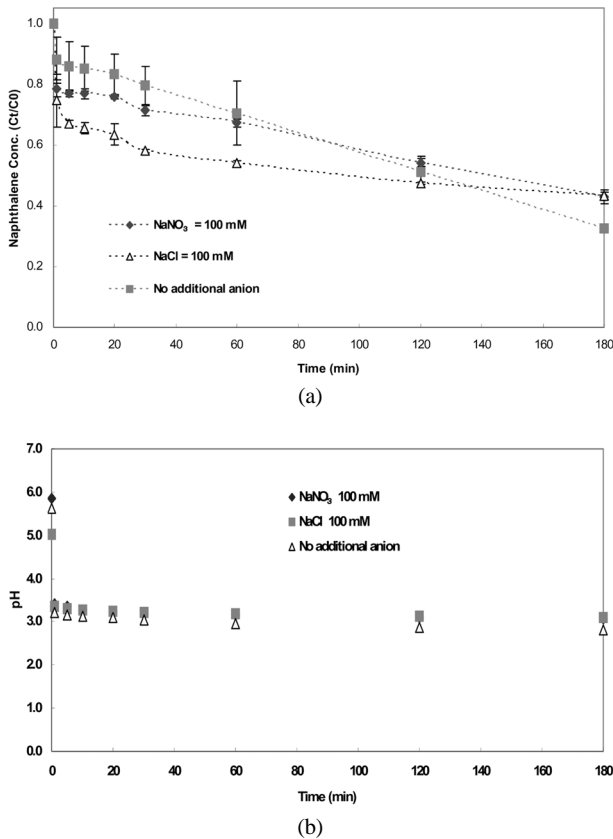 1.0
0.8
0.6
0.4
0.2
0.0
Naphthalene Conc. (Ct/C0)
NaNO₃ = 100 mM
NaCl = 100 mM
No additional anion
0 20 40 60 80 100 120 140 160 180
Time (min)
(a)
7.0
6.0
5.0
4.0
3.0
2.0
1.0
0.0
pH
NaNO₃ 100 mM
NaCl 100 mM
No additional anion
0 20 40 60 80 100 120 140 160 180
Time (min)
(b)